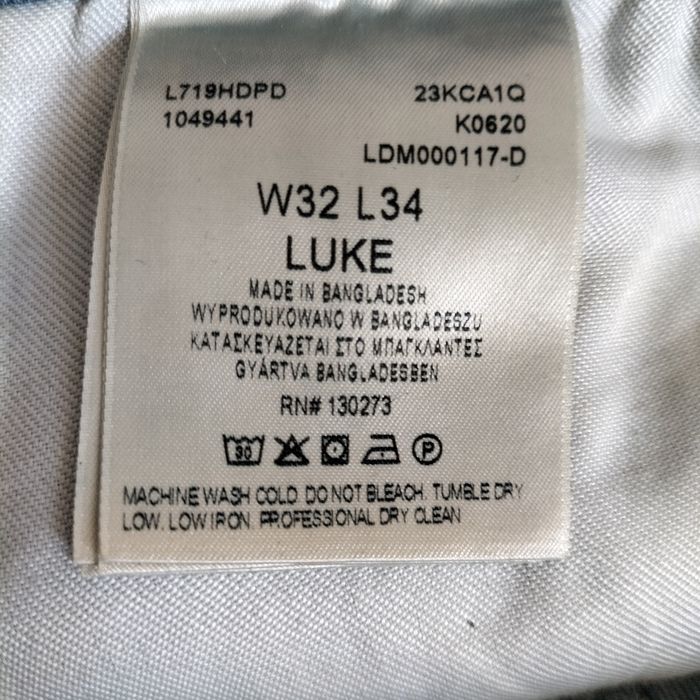 L719HDPD 23KCA1Q
1049441 K0620
LDM000117-D
W32 L34
LUKE
MADE IN BANGLADESH
WYPRODUKOWANO W BANGLADESZU
ΚΑΤΑΣΚΕΥΑΖΕΤΑΙ ΣΤΟ ΜΠΑΓΚΛΑΝΤΕΣ
GYÁRTVA BANGLADESBEN
RN# 130273
30 P
MACHINE WASH COLD. DO NOT BLEACH. TUMBLE DRY
LOW. LOW IRON. PROFESSIONAL DRY CLEAN